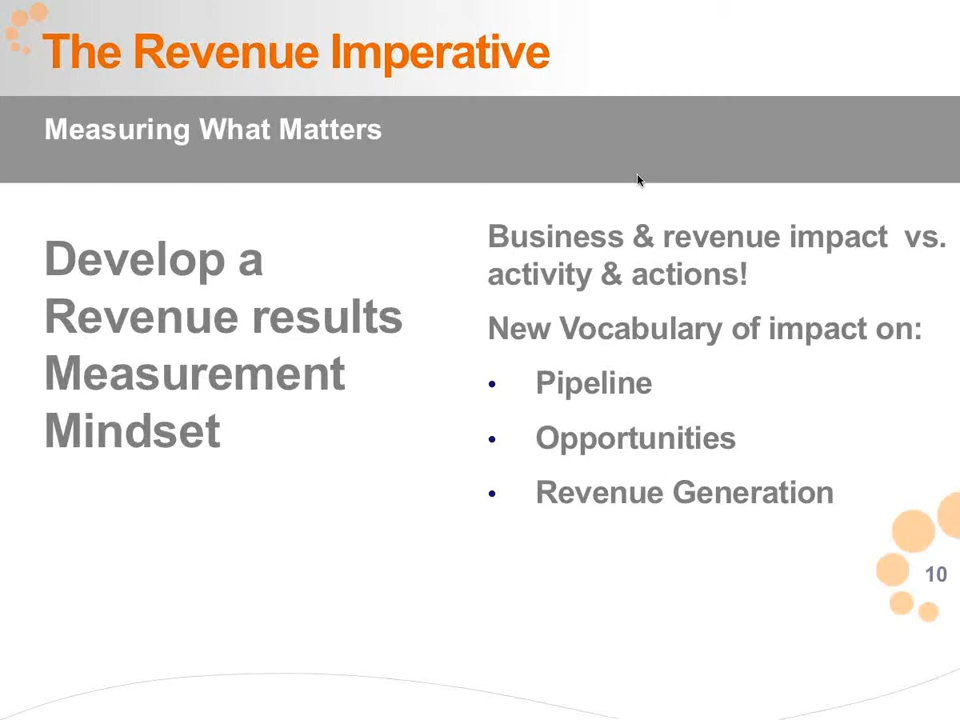 The Revenue Imperative
Measuring What Matters
Develop a
Revenue results
Measurement
Mindset
Business & revenue impact  vs.
activity & actions!
New Vocabulary of impact on:
• Pipeline
• Opportunities
• Revenue Generation
10